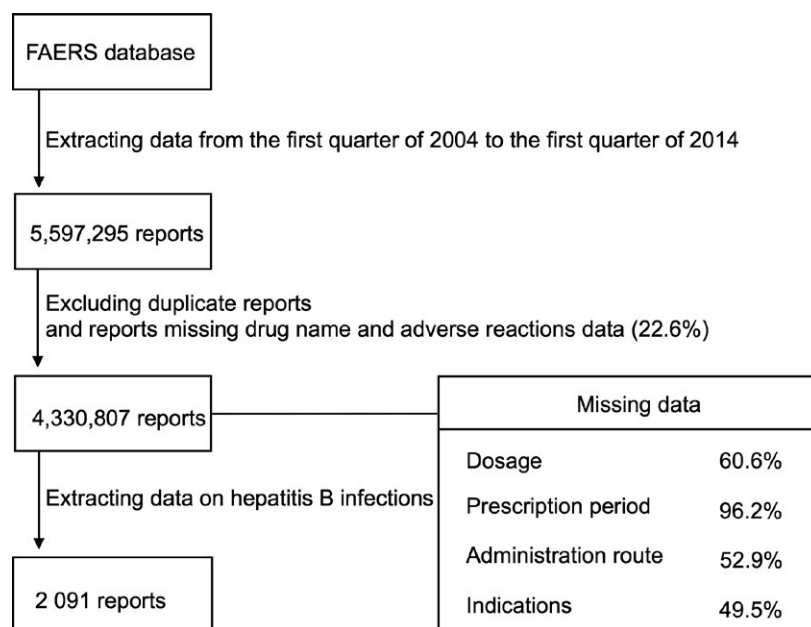 FAERS database
Extracting data from the first quarter of 2004 to the first quarter of 2014
5,597,295 reports
Excluding duplicate reports
and reports missing drug name and adverse reactions data (22.6%)
4,330,807 reports
Extracting data on hepatitis B infections
2 091 reports
Missing data
Dosage 60.6%
Prescription period 96.2%
Administration route 52.9%
Indications 49.5%